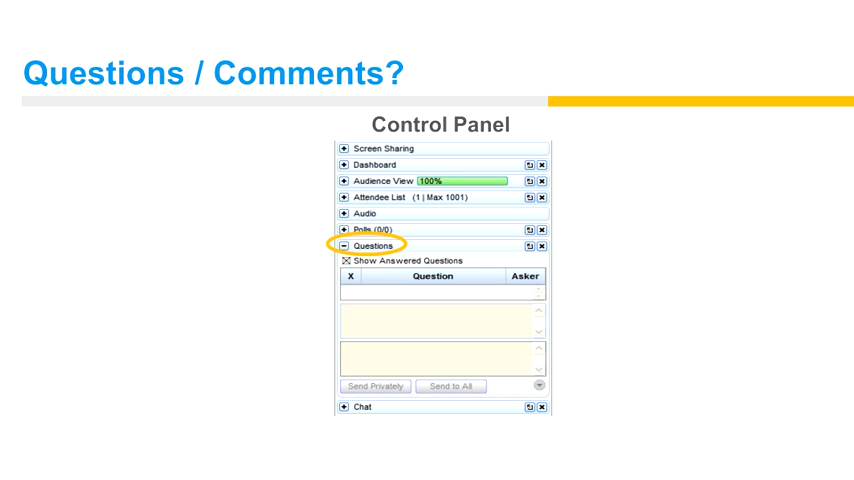 Questions / Comments?
Control Panel
Screen Sharing
Dashboard
Audience View 100%
Attendee List (1 | Max 1001)
Audio
Polls (0/0)
Questions
Show Answered Questions
X Question Asker
Send Privately Send to All
Chat